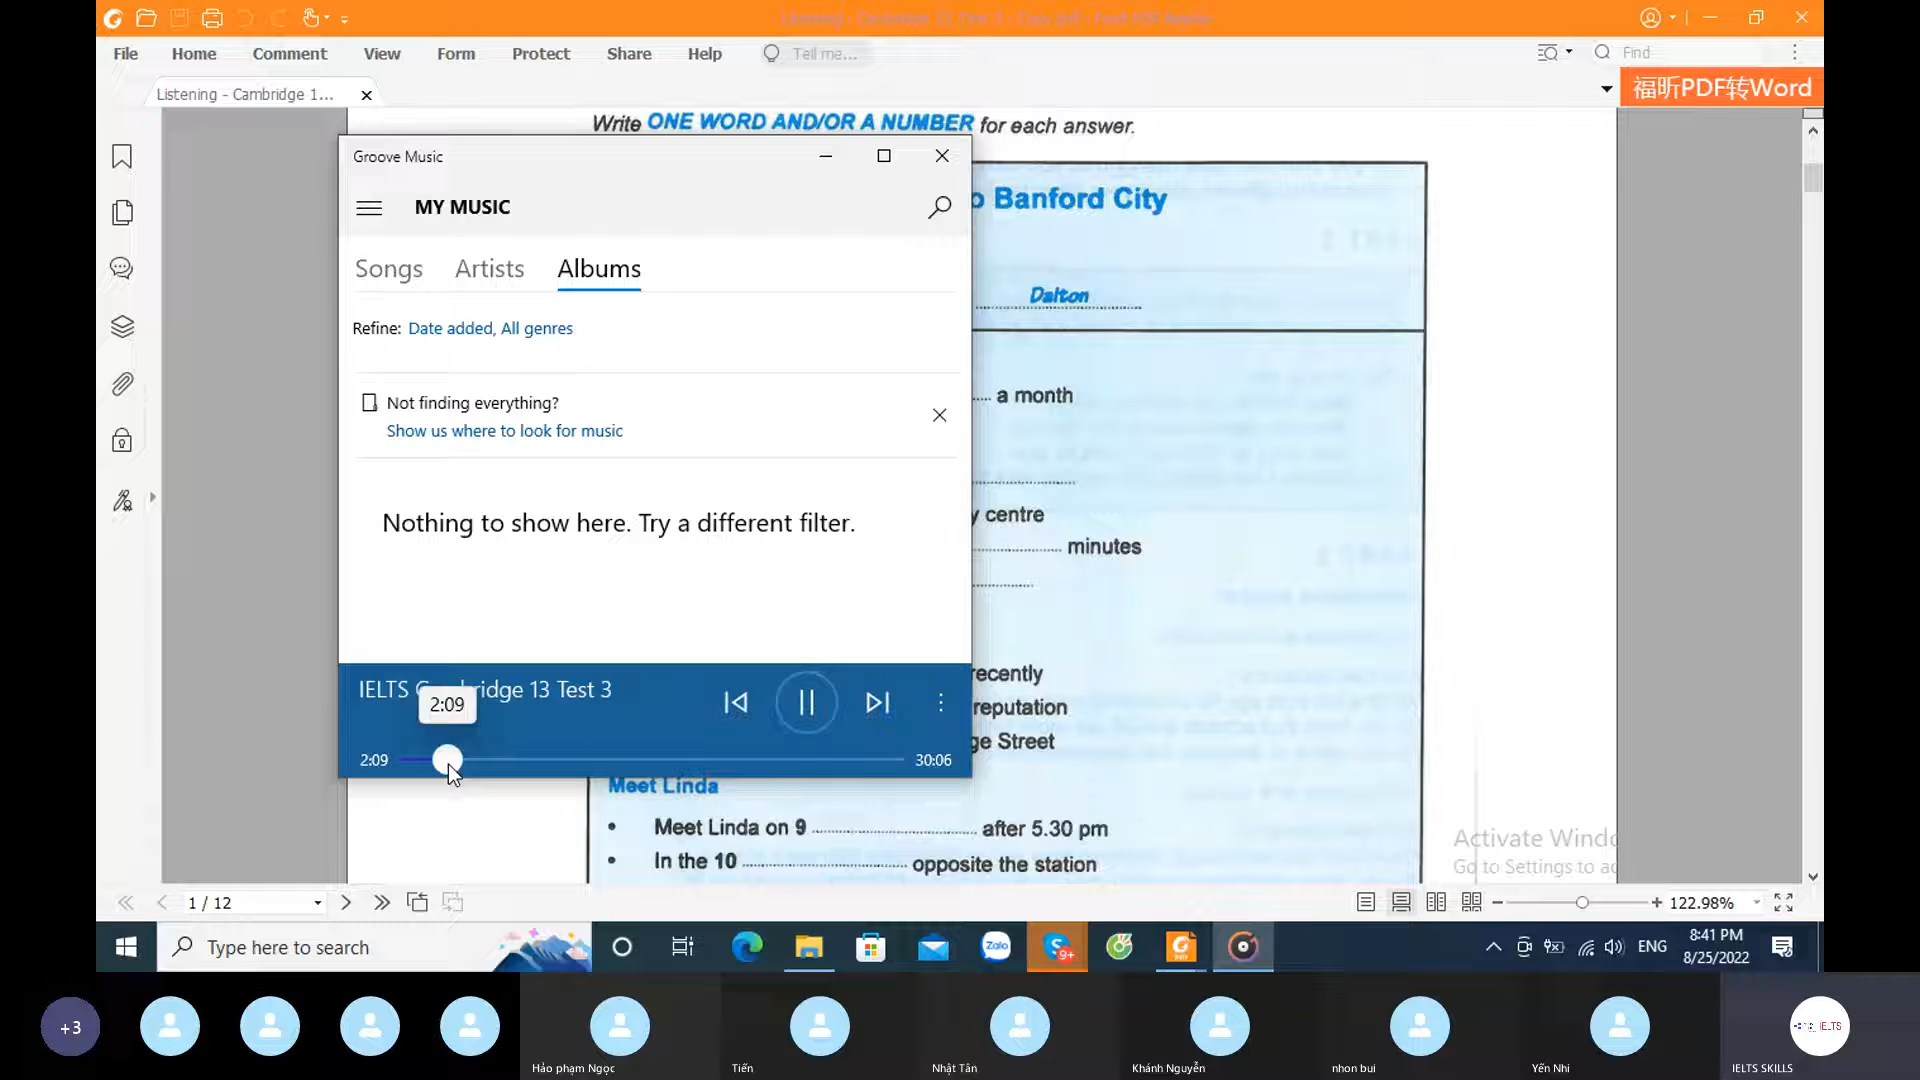 File Home Comment View Form Protect Share Help Tell me... Find
Listening - Cambridge 1...
福昕PDF转Word
Write ONE WORD AND/OR A NUMBER for each answer.
Groove Music
MY MUSIC
Songs Artists Albums
Refine: Date added, All genres
Not finding everything?
Show us where to look for music
Nothing to show here. Try a different filter.
IELTS C bridge 13 Test 3
2:09
2:09
30:06
o Banford City
Dalton
a month
y centre
minutes
recently
reputation
ge Street
Meet Linda
• Meet Linda on 9 after 5.30 pm
• In the 10 opposite the station
Activate Windo
Go to Settings to ac
1 / 12
122.98%
Type here to search
Zalo
9+
ENG
8:41 PM
8/25/2022
+3
Hảo phạm Ngọc
Tiến
Nhật Tân
Khánh Nguyễn
nhon bui
Yến Nhi
IELTS
IELTS SKILLS